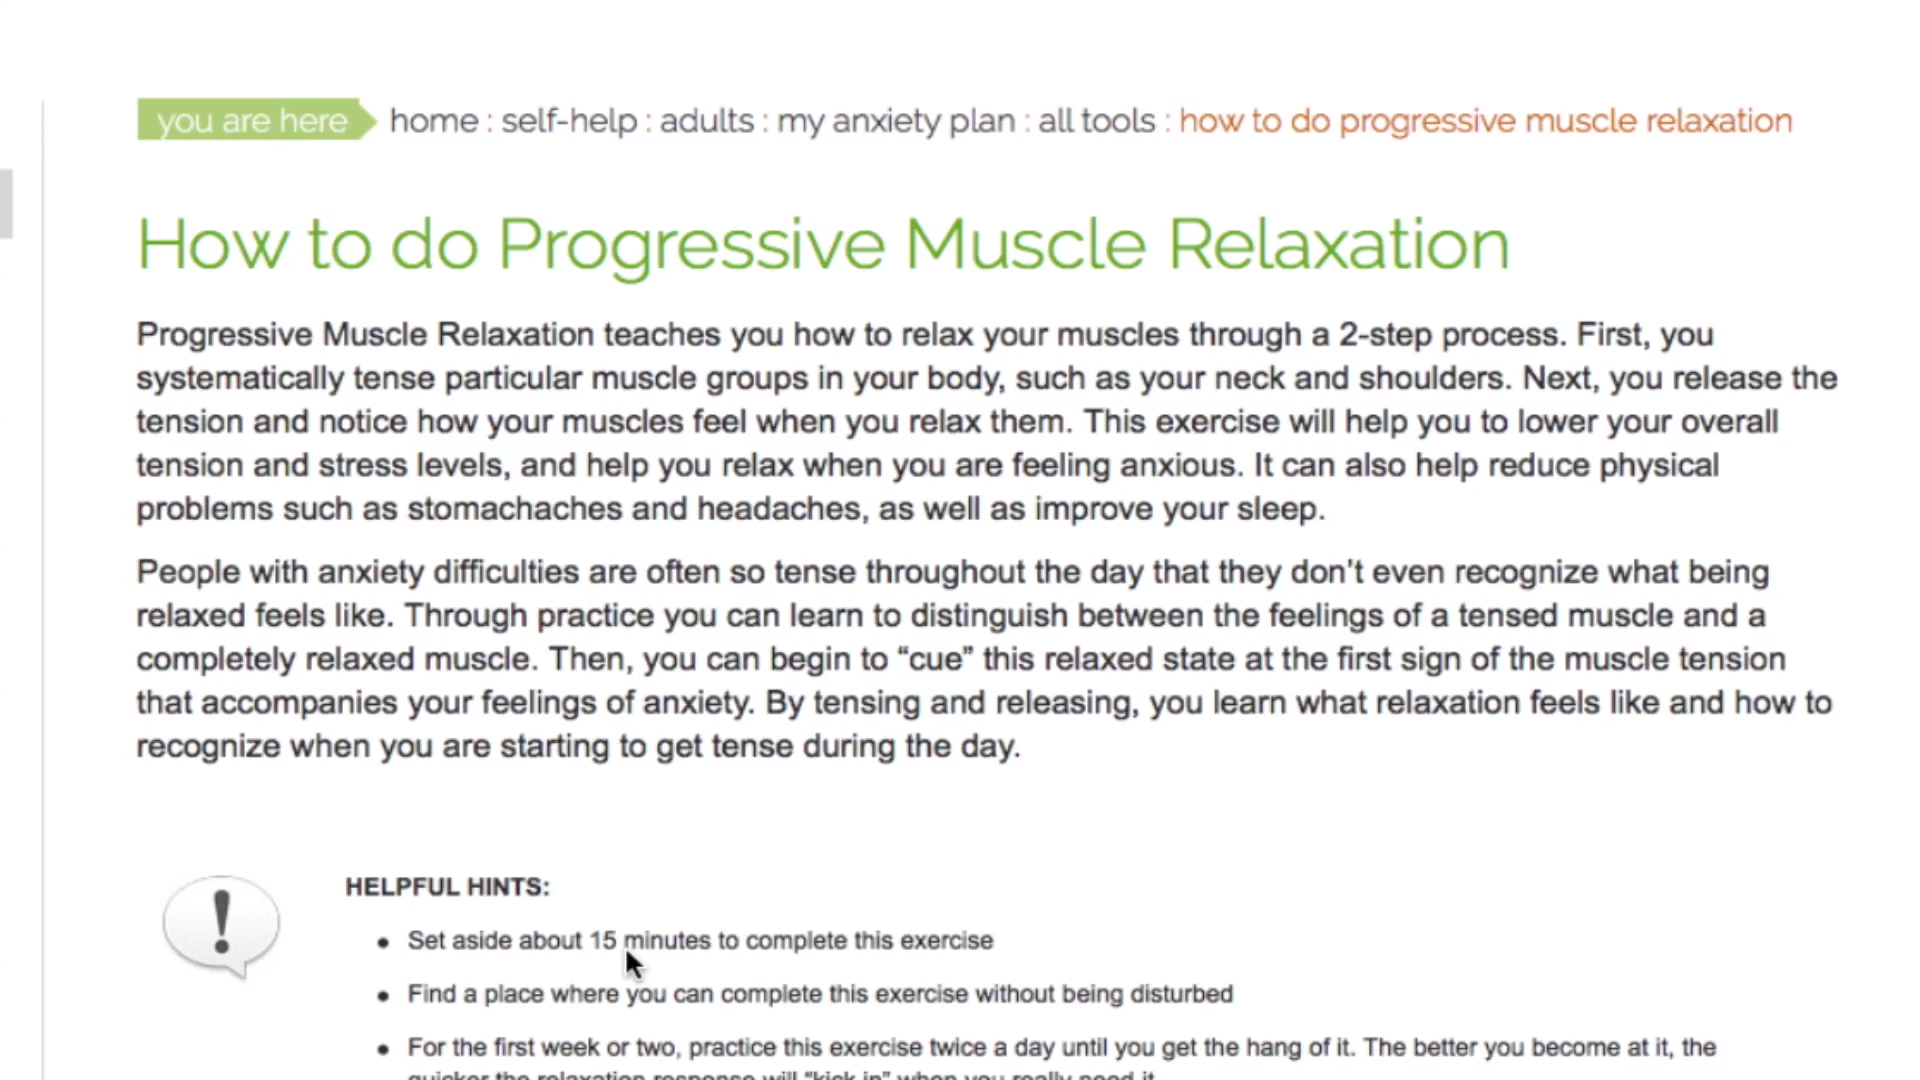 you are here home : self-help : adults : my anxiety plan : all tools : how to do progressive muscle relaxation
How to do Progressive Muscle Relaxation
Progressive Muscle Relaxation teaches you how to relax your muscles through a 2-step process. First, you
systematically tense particular muscle groups in your body, such as your neck and shoulders. Next, you release the
tension and notice how your muscles feel when you relax them. This exercise will help you to lower your overall
tension and stress levels, and help you relax when you are feeling anxious. It can also help reduce physical
problems such as stomachaches and headaches, as well as improve your sleep.
People with anxiety difficulties are often so tense throughout the day that they don't even recognize what being
relaxed feels like. Through practice you can learn to distinguish between the feelings of a tensed muscle and a
completely relaxed muscle. Then, you can begin to “cue” this relaxed state at the first sign of the muscle tension
that accompanies your feelings of anxiety. By tensing and releasing, you learn what relaxation feels like and how to
recognize when you are starting to get tense during the day.
HELPFUL HINTS:
• Set aside about 15 minutes to complete this exercise
• Find a place where you can complete this exercise without being disturbed
• For the first week or two, practice this exercise twice a day until you get the hang of it. The better you become at it, the
quicker the relaxation response will “kick in” when you really need it